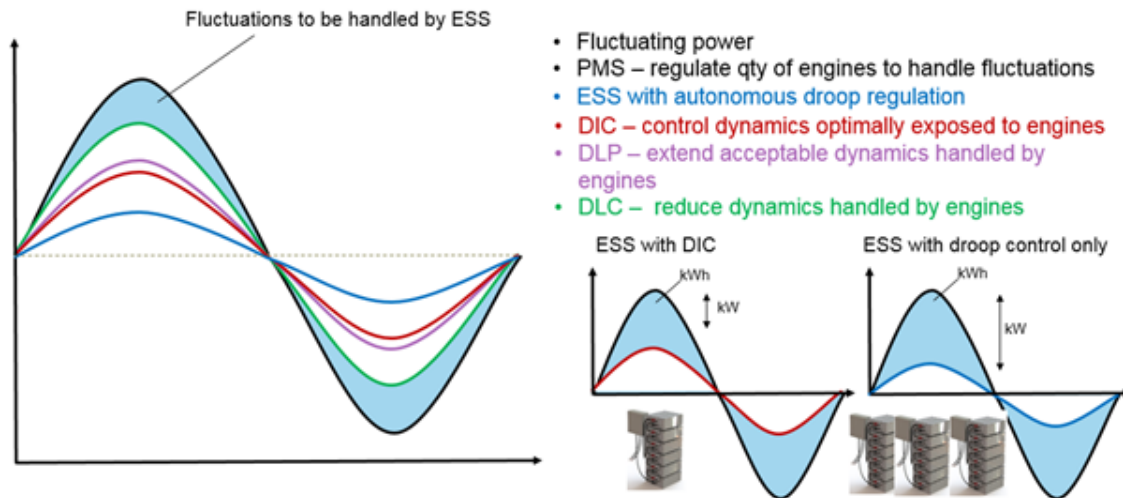 Fluctuations to be handled by ESS
• Fluctuating power
• PMS – regulate qty of engines to handle fluctuations
• ESS with autonomous droop regulation
• DIC – control dynamics optimally exposed to engines
• DLP – extend acceptable dynamics handled by
engines
• DLC – reduce dynamics handled by engines
ESS with DIC
kWh
kW
ESS with droop control only
kWh
kW